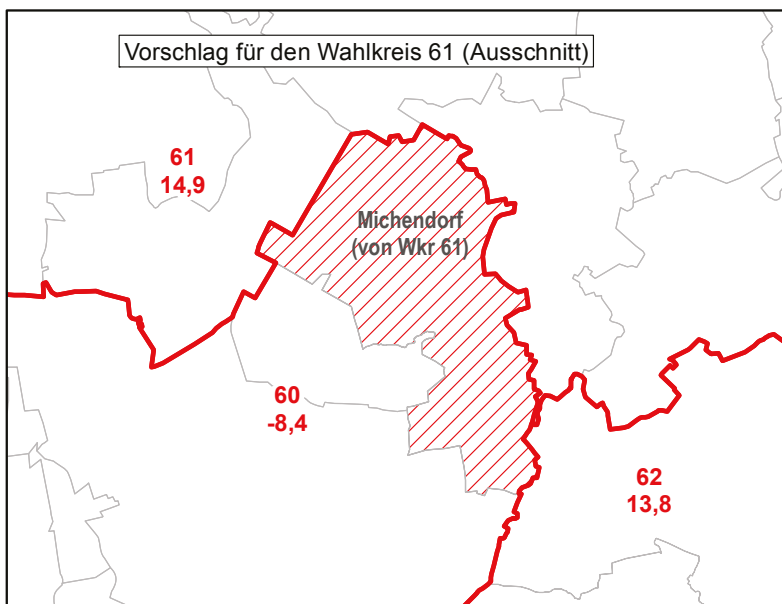 Vorschlag für den Wahlkreis 61 (Ausschnitt)
61
14,9
Michendorf
(von Wkr 61)
60
-8,4
62
13,8